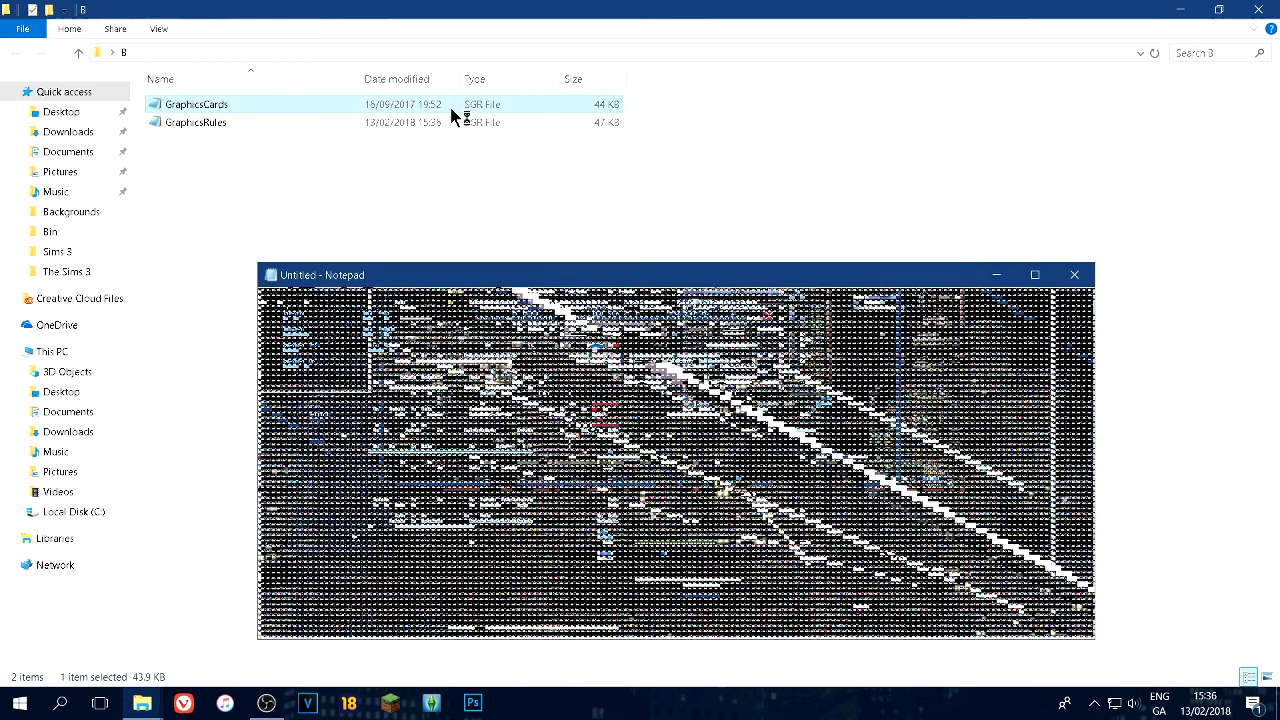 B
File Home Share View
B
Search B
Name Date modified Type Size
Quick access
GraphicsCards 16/09/2017 19:52 SGR File 44 KB
Desktop
GraphicsRules 13/02/2018 15:36 SGR File 47 KB
Downloads
Documents
Pictures
Music
Backgrounds
Bin
Sims 3
The Sims 3
Untitled - Notepad
Creative Cloud Files
OneDrive
This PC
3D Objects
Desktop
Documents
Downloads
Music
Pictures
Videos
Local Disk (C:)
Libraries
Network
2 items 1 item selected 43.9 KB
V 18 Ps
ENG 15:36
GA 13/02/2018 1